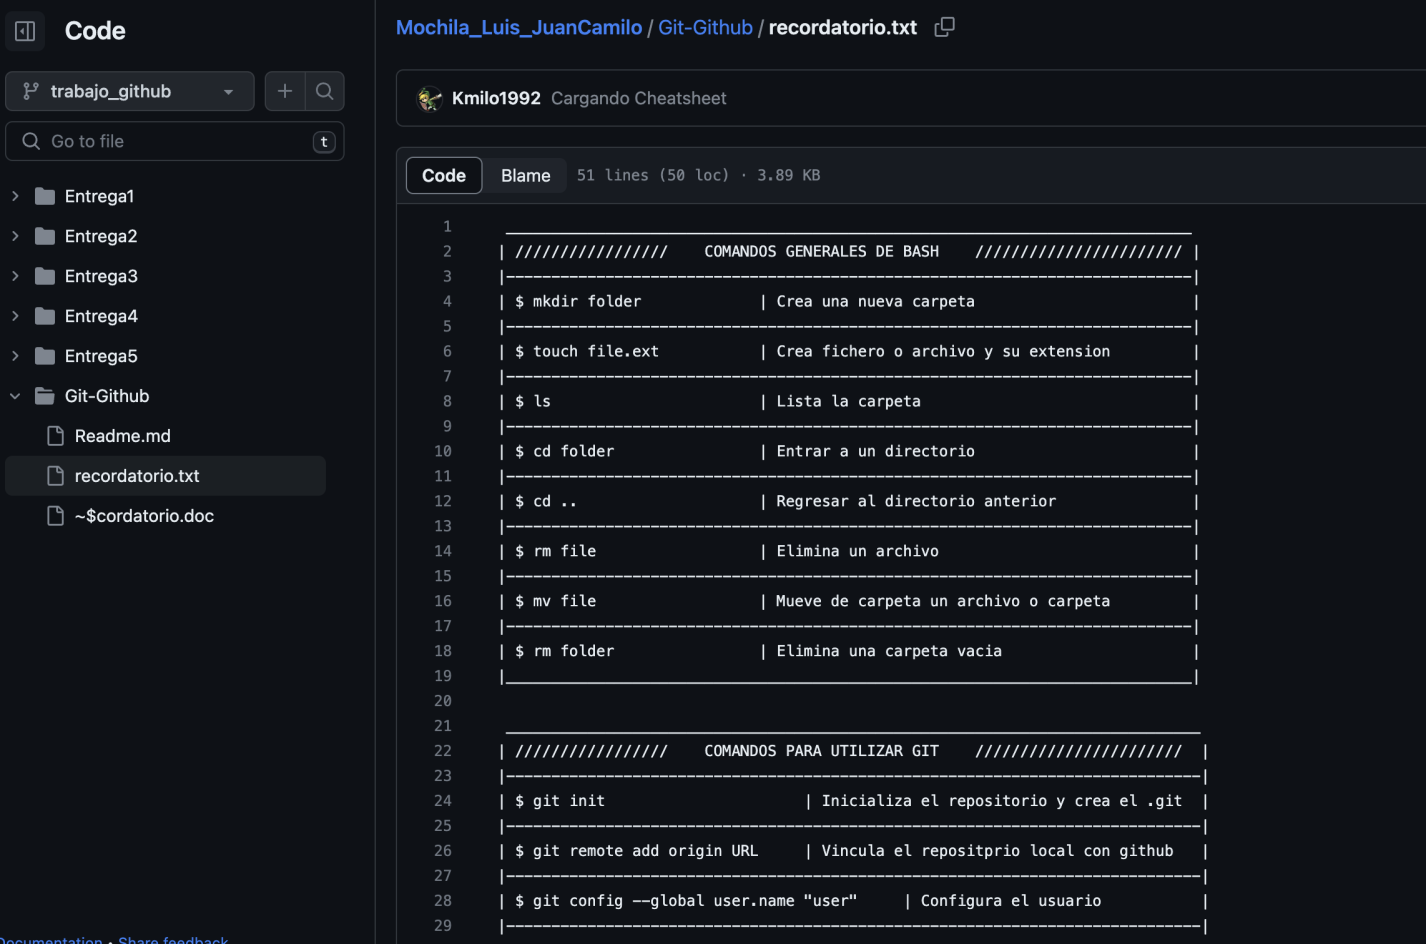 Code
trabajo_github
Go to file
t
Entrega1
Entrega2
Entrega3
Entrega4
Entrega5
Git-Github
Readme.md
recordatorio.txt
~$cordatorio.doc
Documentation • Share feedback
Mochila_Luis_JuanCamilo / Git-Github / recordatorio.txt
Kmilo1992 Cargando Cheatsheet
Code Blame 51 lines (50 loc) · 3.89 KB
1 ____________________________________________________________________________
2 | ///////////////// COMANDOS GENERALES DE BASH /////////////////////// |
3 |----------------------------------------------------------------------------|
4 | $ mkdir folder | Crea una nueva carpeta |
5 |----------------------------------------------------------------------------|
6 | $ touch file.ext | Crea fichero o archivo y su extension |
7 |----------------------------------------------------------------------------|
8 | $ ls | Lista la carpeta |
9 |----------------------------------------------------------------------------|
10 | $ cd folder | Entrar a un directorio |
11 |----------------------------------------------------------------------------|
12 | $ cd .. | Regresar al directorio anterior |
13 |----------------------------------------------------------------------------|
14 | $ rm file | Elimina un archivo |
15 |----------------------------------------------------------------------------|
16 | $ mv file | Mueve de carpeta un archivo o carpeta |
17 |----------------------------------------------------------------------------|
18 | $ rm folder | Elimina una carpeta vacia |
19 |____________________________________________________________________________|
20
21 _____________________________________________________________________________
22 | ///////////////// COMANDOS PARA UTILIZAR GIT /////////////////////// |
23 |-----------------------------------------------------------------------------|
24 | $ git init | Inicializa el repositorio y crea el .git |
25 |-----------------------------------------------------------------------------|
26 | $ git remote add origin URL | Vincula el repositprio local con github |
27 |-----------------------------------------------------------------------------|
28 | $ git config --global user.name "user" | Configura el usuario |
29 |-----------------------------------------------------------------------------|